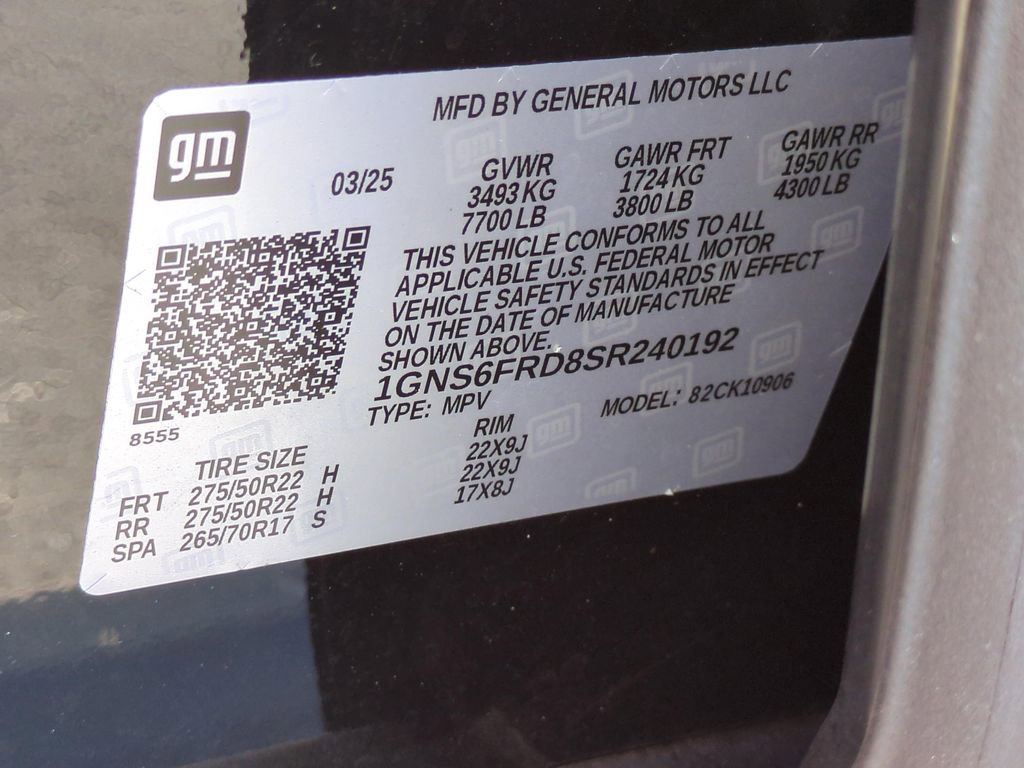 gm
MFD BY GENERAL MOTORS LLC
03/25
GVWR
3493 KG
7700 LB
GAWR FRT
1724 KG
3800 LB
GAWR RR
1950 KG
4300 LB
THIS VEHICLE CONFORMS TO ALL
APPLICABLE U.S. FEDERAL MOTOR
VEHICLE SAFETY STANDARDS IN EFFECT
ON THE DATE OF MANUFACTURE
SHOWN ABOVE.
1GNS6FRD8SR240192
TYPE: MPV
MODEL: 82CK10906
8555
TIRE SIZE RIM
FRT 275/50R22 H 22X9J
RR 275/50R22 H 22X9J
SPA 265/70R17 S 17X8J